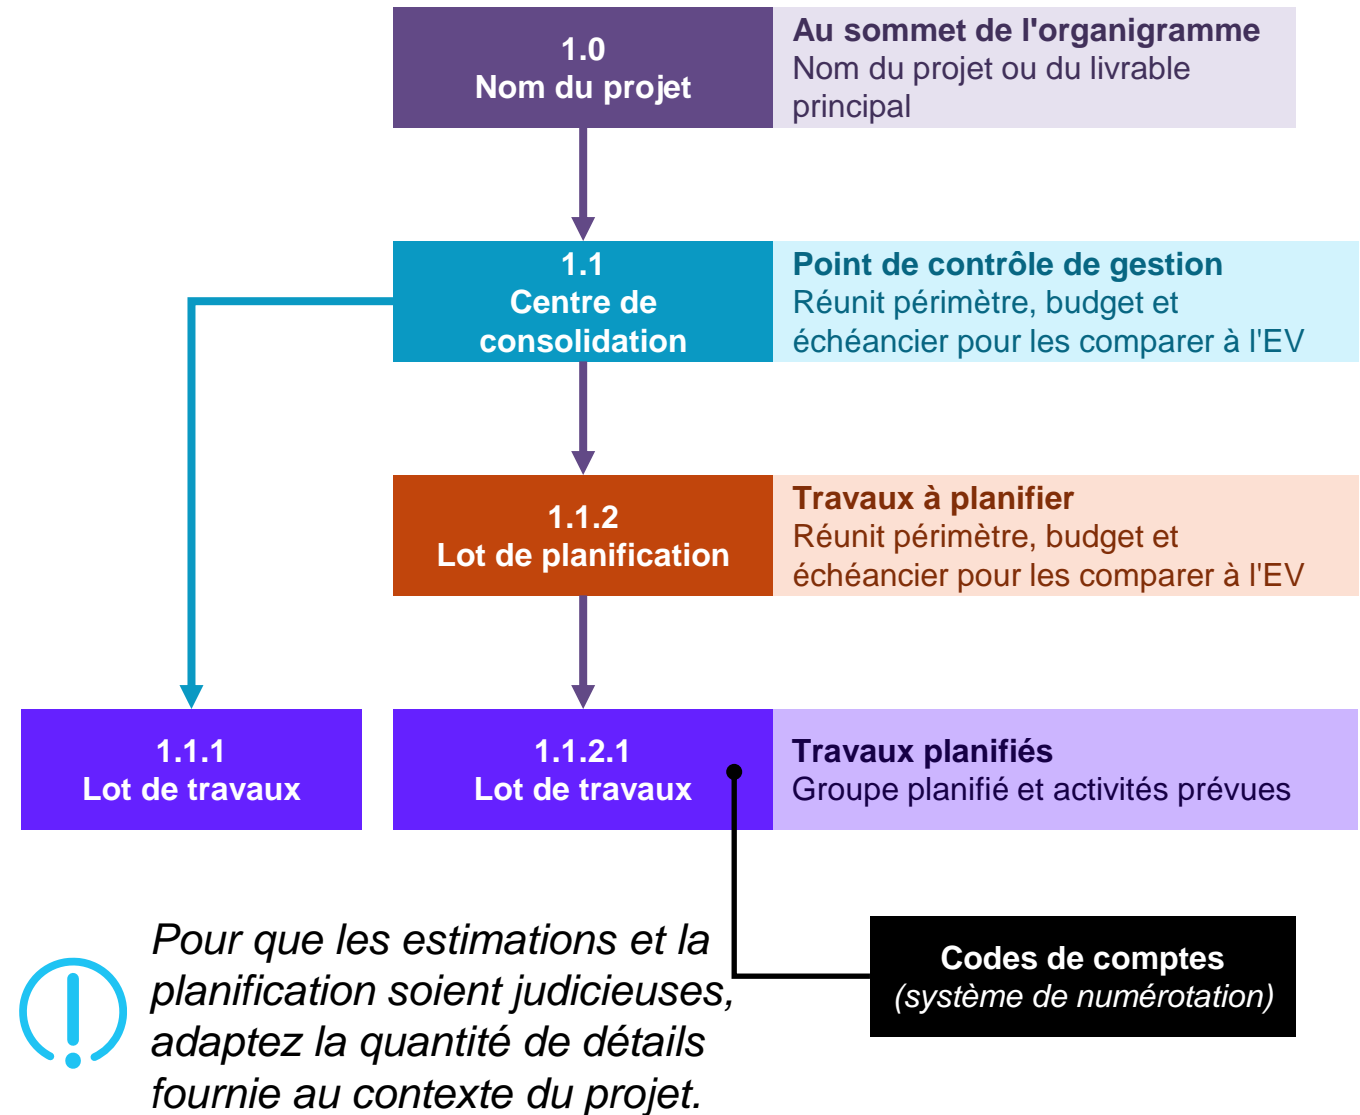 1.0
Nom du projet
Au sommet de l'organigramme
Nom du projet ou du livrable
principal
1.1
Centre de
consolidation
Point de contrôle de gestion
Réunit périmètre, budget et
échéancier pour les comparer à l'EV
1.1.2
Lot de planification
Travaux à planifier
Réunit périmètre, budget et
échéancier pour les comparer à l'EV
1.1.1
Lot de travaux
1.1.2.1
Lot de travaux
Travaux planifiés
Groupe planifié et activités prévues
Pour que les estimations et la
planification soient judicieuses,
adaptez la quantité de détails
fournie au contexte du projet.
Codes de comptes
(système de numérotation)